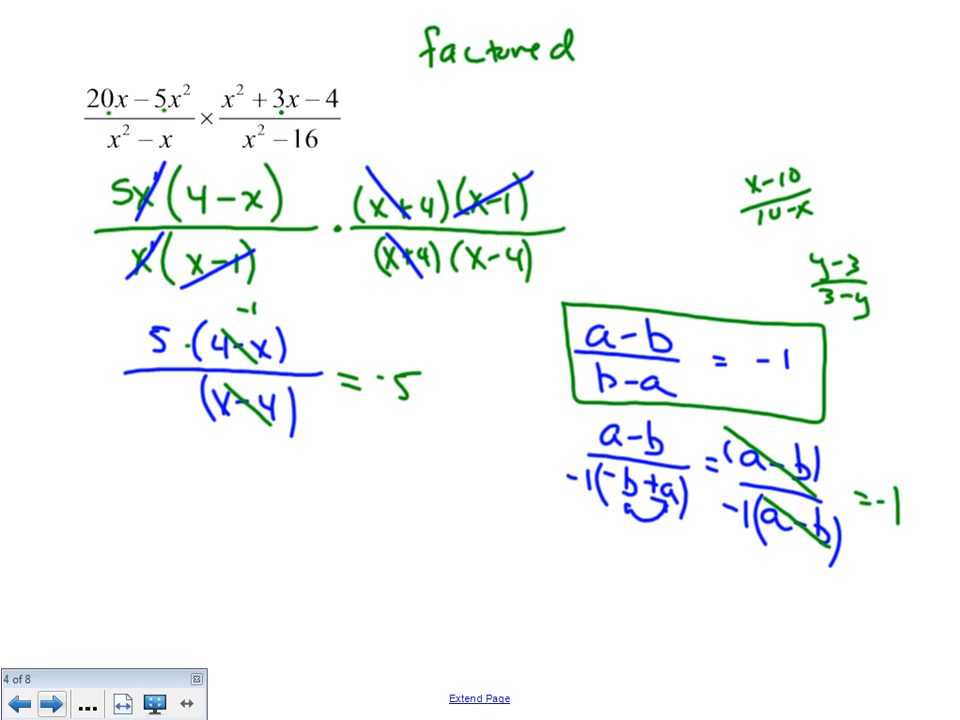 factored
(20x − 5x²)/(x² − x) × (x² + 3x − 4)/(x² − 16)
5x(4 − x)/x(x − 1) · (x + 4)(x − 1)/(x + 4)(x − 4)
x − 10/10 − x
y − 3/3 − y
-1
5 · (4 − x)/(x − 4) = -5
a − b/b − a = -1
a − b/-1(-b + a) = (a − b)/-1(a − b) = -1
4 of 8
...
Extend Page